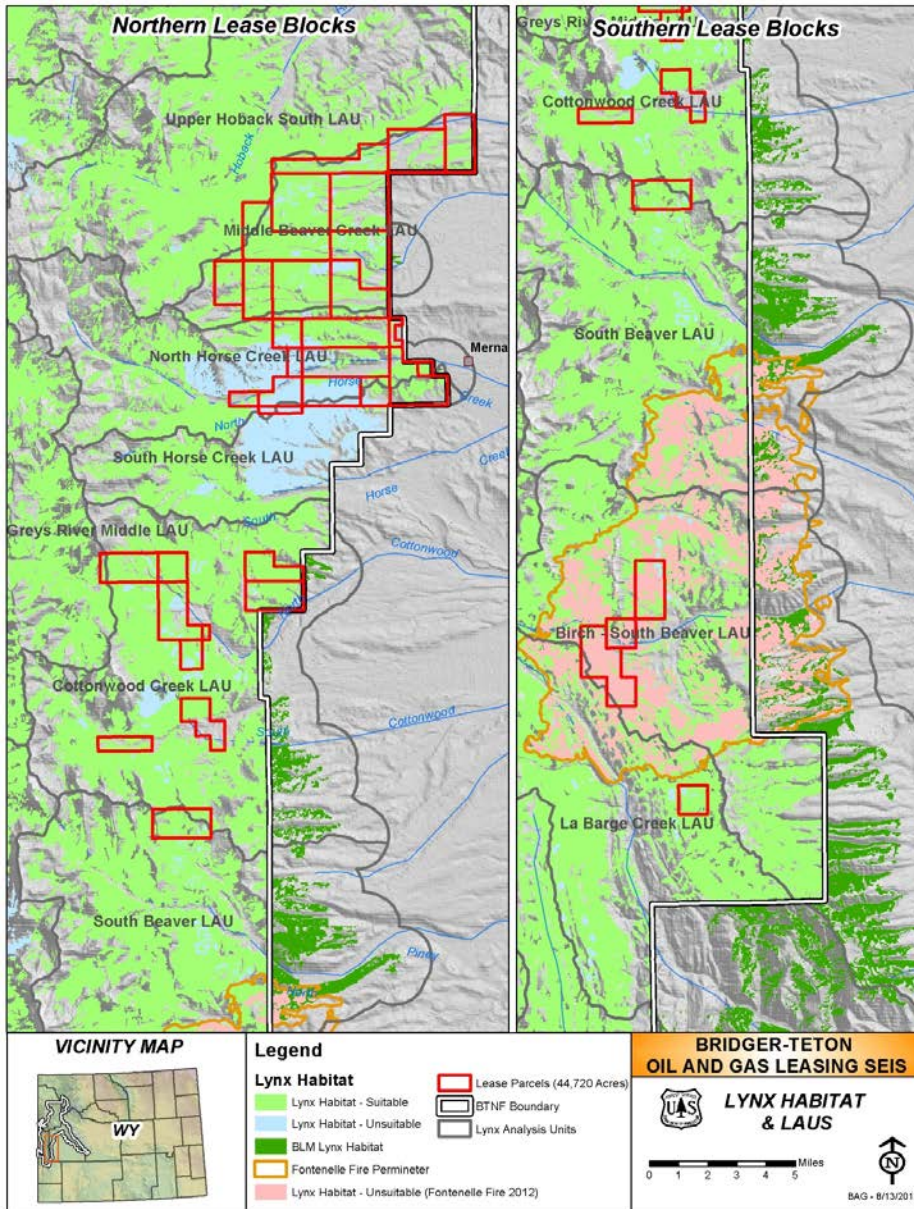 Northern Lease Blocks
Upper Hoback South LAU
Hoback
Middle Beaver Creek LAU
North Horse Creek LAU
Merna
Horse
North
Creek
South Horse Creek LAU
Creek
Horse
South
Greys River Middle LAU
Cottonwood
Cottonwood Creek LAU
Cottonwood
South
South Beaver LAU
Piney
Southern Lease Blocks
Cottonwood Creek LAU
South Beaver LAU
Birch - South Beaver LAU
La Barge Creek LAU
VICINITY MAP
WY
Legend
Lynx Habitat
Lynx Habitat - Suitable
Lynx Habitat - Unsuitable
BLM Lynx Habitat
Fontenelle Fire Permineter
Lynx Habitat - Unsuitable (Fontenelle Fire 2012)
Lease Parcels (44,720 Acres)
BTNF Boundary
Lynx Analysis Units
BRIDGER-TETON
OIL AND GAS LEASING SEIS
LYNX HABITAT
& LAUS
U S
Miles
0 1 2 3 4 5
N